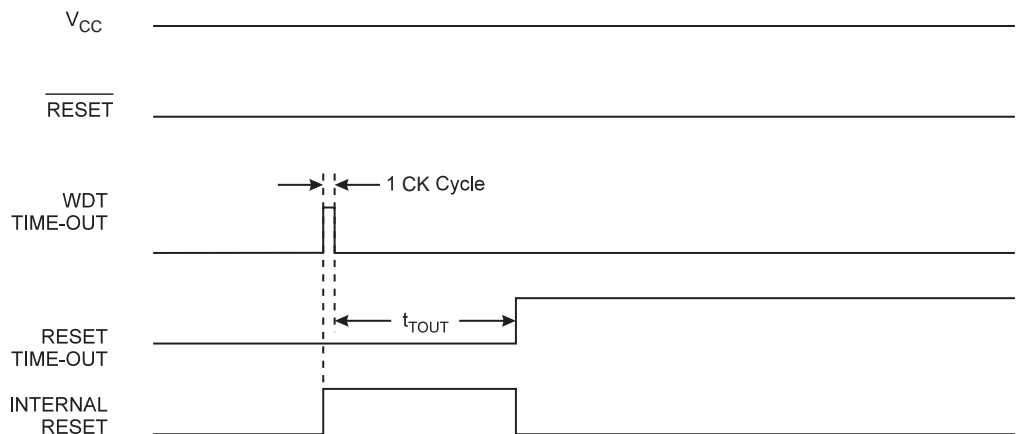 VCC
RESET
1 CK Cycle
WDT
TIME-OUT
tTOUT
RESET
TIME-OUT
INTERNAL
RESET